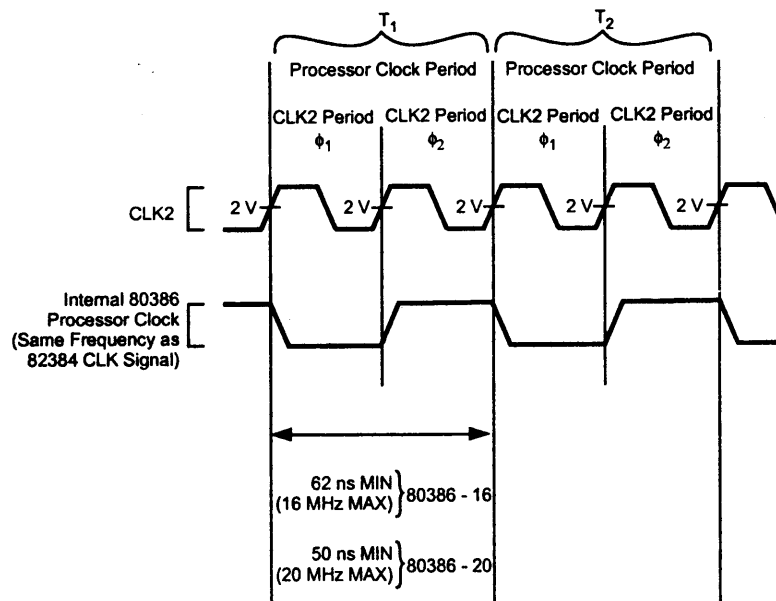 T1 T2
Processor Clock Period Processor Clock Period
CLK2 Period CLK2 Period CLK2 Period CLK2 Period
ϕ1 ϕ2 ϕ1 ϕ2
CLK2 2 V 2 V 2 V 2 V 2 V
Internal 80386
Processor Clock
(Same Frequency as
82384 CLK Signal)
62 ns MIN
(16 MHz MAX) } 80386 - 16
50 ns MIN
(20 MHz MAX) } 80386 - 20